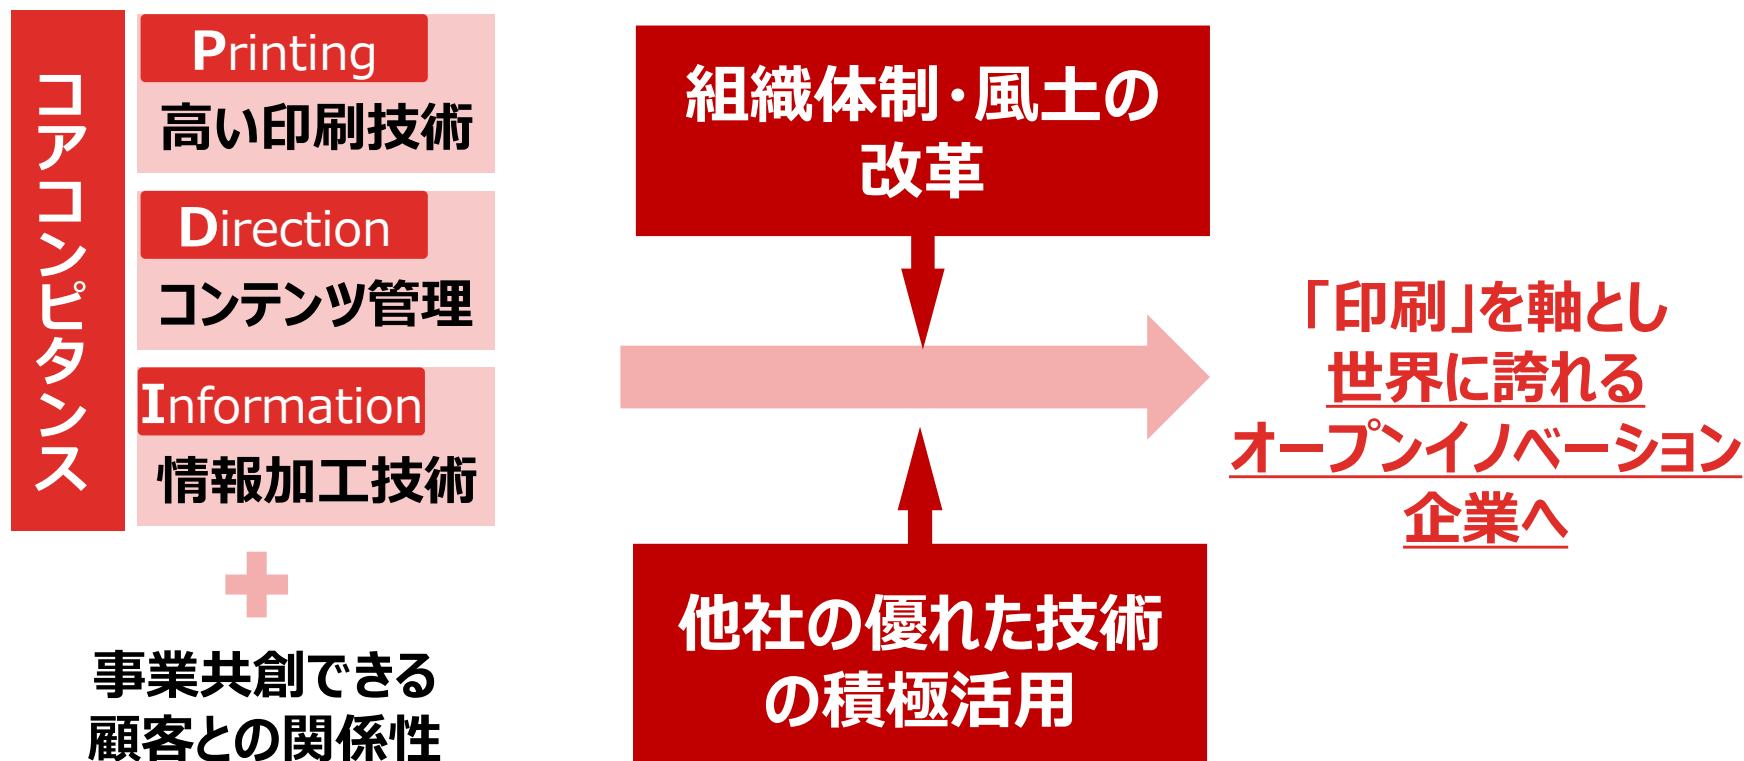 コアコンピタンス
Printing
高い印刷技術
Direction
コンテンツ管理
Information
情報加工技術
事業共創できる
顧客との関係性
組織体制・風土の
改革
他社の優れた技術
の積極活用
「印刷」を軸とし
世界に誇れる
オープンイノベーション
企業へ